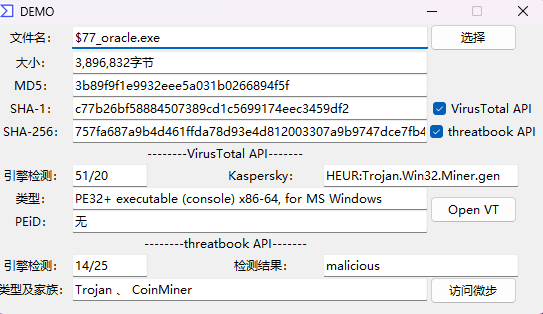 DEMO
文件名: $77_oracle.exe 选择
大小: 3,896,832字节
MD5: 3b89f9f1e9932eee5a031b0266894f5f
SHA-1: c77b26bf58884507389cd1c5699174eec3459df2 VirusTotal API
SHA-256: 757fa687a9b4d461ffda78d93e4d812003307a9b9747dce7fb4 threatbook API
--------VirusTotal API-------
引擎检测: 51/20 Kaspersky: HEUR:Trojan.Win32.Miner.gen
类型: PE32+ executable (console) x86-64, for MS Windows
Open VT
PEiD: 无
--------threatbook API-------
引擎检测: 14/25 检测结果: malicious
类型及家族: Trojan 、 CoinMiner 访问微步